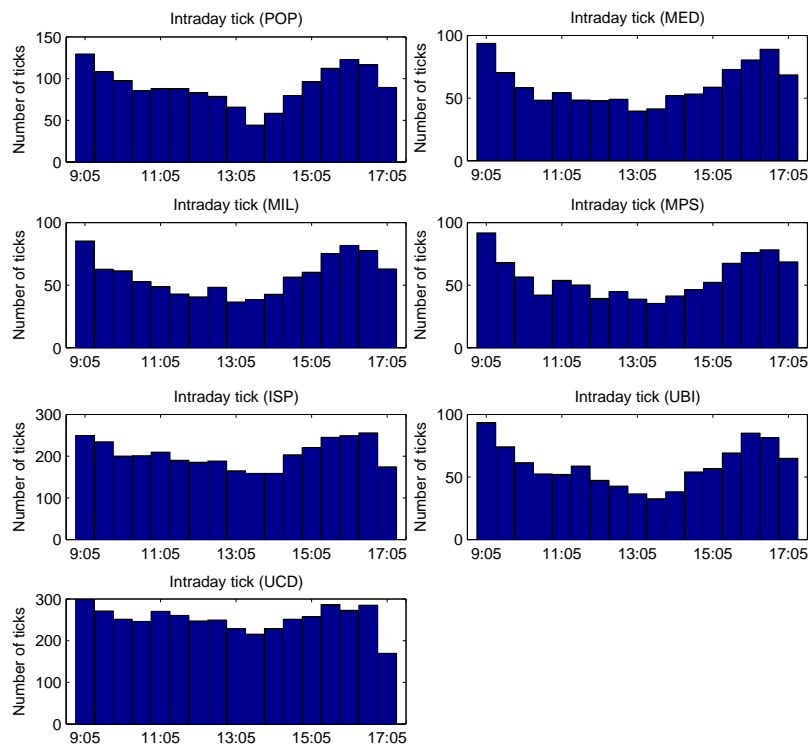 Intraday tick (POP)
Number of ticks
150
100
50
0
9:05 11:05 13:05 15:05 17:05
Intraday tick (MED)
Number of ticks
100
50
0
9:05 11:05 13:05 15:05 17:05
Intraday tick (MIL)
Number of ticks
100
50
0
9:05 11:05 13:05 15:05 17:05
Intraday tick (MPS)
Number of ticks
100
50
0
9:05 11:05 13:05 15:05 17:05
Intraday tick (ISP)
Number of ticks
300
200
100
0
9:05 11:05 13:05 15:05 17:05
Intraday tick (UBI)
Number of ticks
100
50
0
9:05 11:05 13:05 15:05 17:05
Intraday tick (UCD)
Number of ticks
300
200
100
0
9:05 11:05 13:05 15:05 17:05